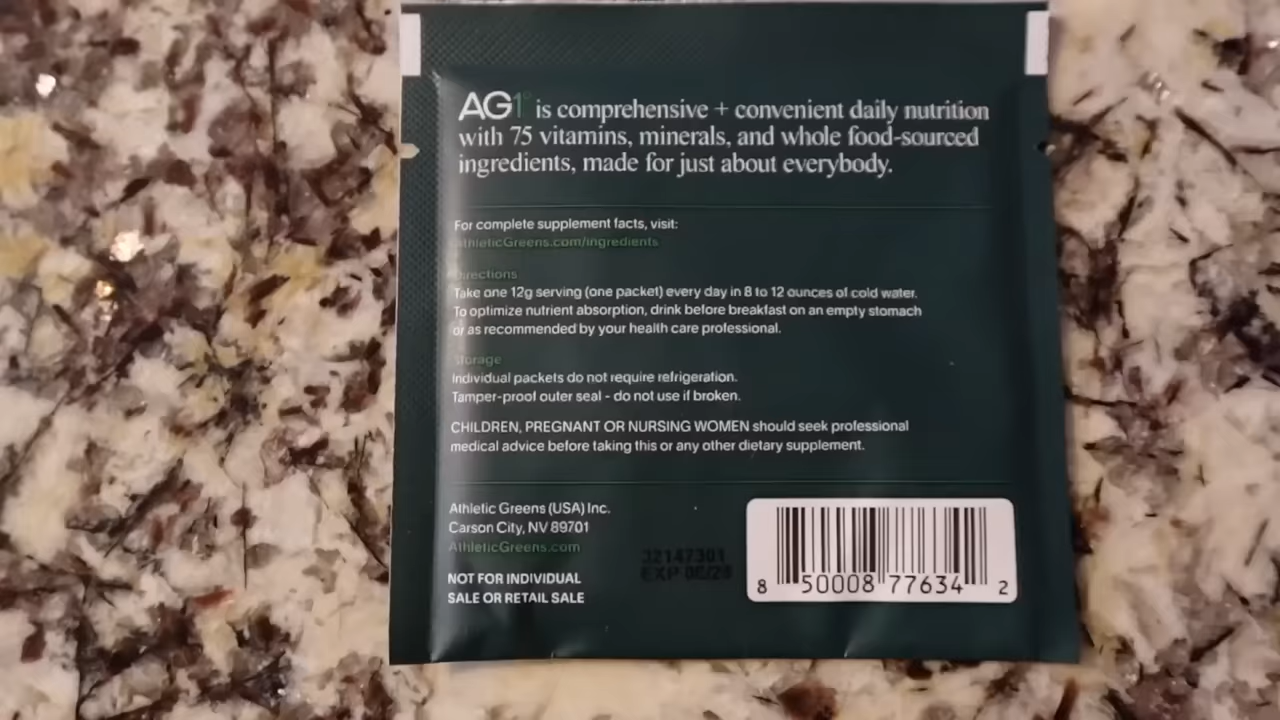 AG1 is comprehensive + convenient daily nutrition
with 75 vitamins, minerals, and whole food-sourced
ingredients, made for just about everybody.
For complete supplement facts, visit:
AthleticGreens.com/ingredients
Directions
Take one 12g serving (one packet) every day in 8 to 12 ounces of cold water.
To optimize nutrient absorption, drink before breakfast on an empty stomach
or as recommended by your health care professional.
Storage
Individual packets do not require refrigeration.
Tamper-proof outer seal - do not use if broken.
CHILDREN, PREGNANT OR NURSING WOMEN should seek professional
medical advice before taking this or any other dietary supplement.
Athletic Greens (USA) Inc.
Carson City, NV 89701
AthleticGreens.com
NOT FOR INDIVIDUAL
SALE OR RETAIL SALE
32147301
EXP
8 50008 77634 2